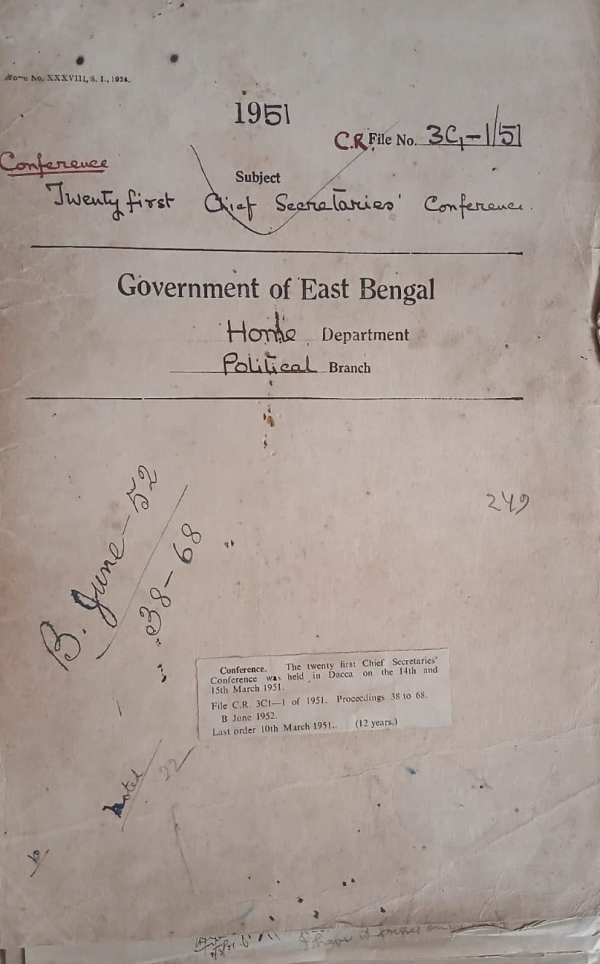 Form No. XXXVIII, S. I., 1924.
1951
C.R. File No. 3C1-1/51
Conference
Subject
Twenty first Chief Secretaries' Conference.
Government of East Bengal
Home Department
Political Branch
249
B. June-52
38-68
Conference. The twenty first Chief Secretaries'
Conference was held in Dacca on the 14th and
15th March 1951.
File C.R. 3C1—1 of 1951. Proceedings 38 to 68.
B June 1952.
Last order 10th March 1951. (12 years.)
Noted
22